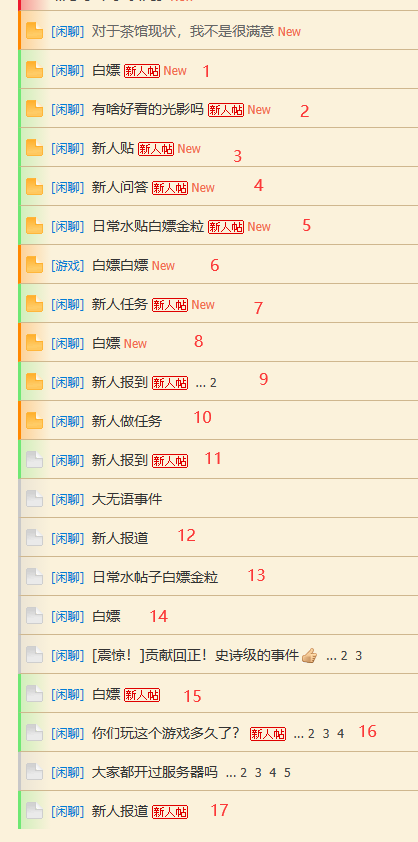 [闲聊] 对于茶馆现状，我不是很满意 New
[闲聊] 白嫖 新人帖 New 1
[闲聊] 有啥好看的光影吗 新人帖 New 2
[闲聊] 新人贴 新人帖 New 3
[闲聊] 新人问答 新人帖 New 4
[闲聊] 日常水贴白嫖金粒 新人帖 New 5
[游戏] 白嫖白嫖 New 6
[闲聊] 新人任务 新人帖 New 7
[闲聊] 白嫖 New 8
[闲聊] 新人报到 新人帖 ... 2 9
[闲聊] 新人做任务 10
[闲聊] 新人报到 新人帖 11
[闲聊] 大无语事件
[闲聊] 新人报道 12
[闲聊] 日常水帖子白嫖金粒 13
[闲聊] 白嫖 14
[闲聊] [震惊！]贡献回正！史诗级的事件 ... 2 3
[闲聊] 白嫖 新人帖 15
[闲聊] 你们玩这个游戏多久了？ 新人帖 ... 2 3 4 16
[闲聊] 大家都开过服务器吗 ... 2 3 4 5
[闲聊] 新人报道 新人帖 17